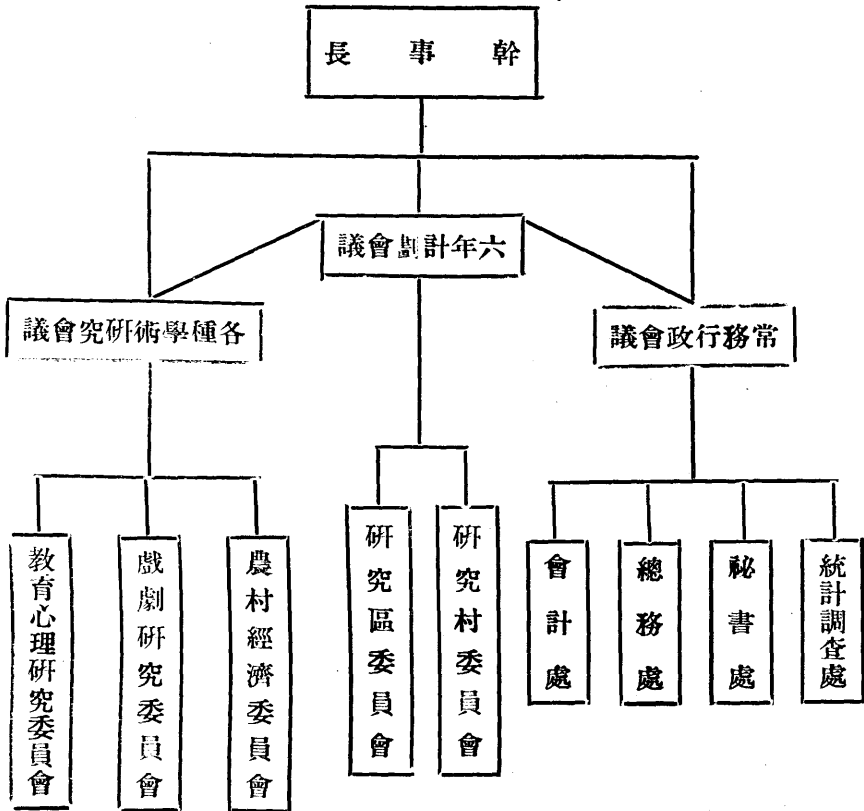 幹事長
六年計劃會議
常務行政會議
各種學術研究會議
統計調查處
祕書處
總務處
會計處
研究村委員會
研究區委員會
農村經濟委員會
戲劇研究委員會
教育心理研究委員會